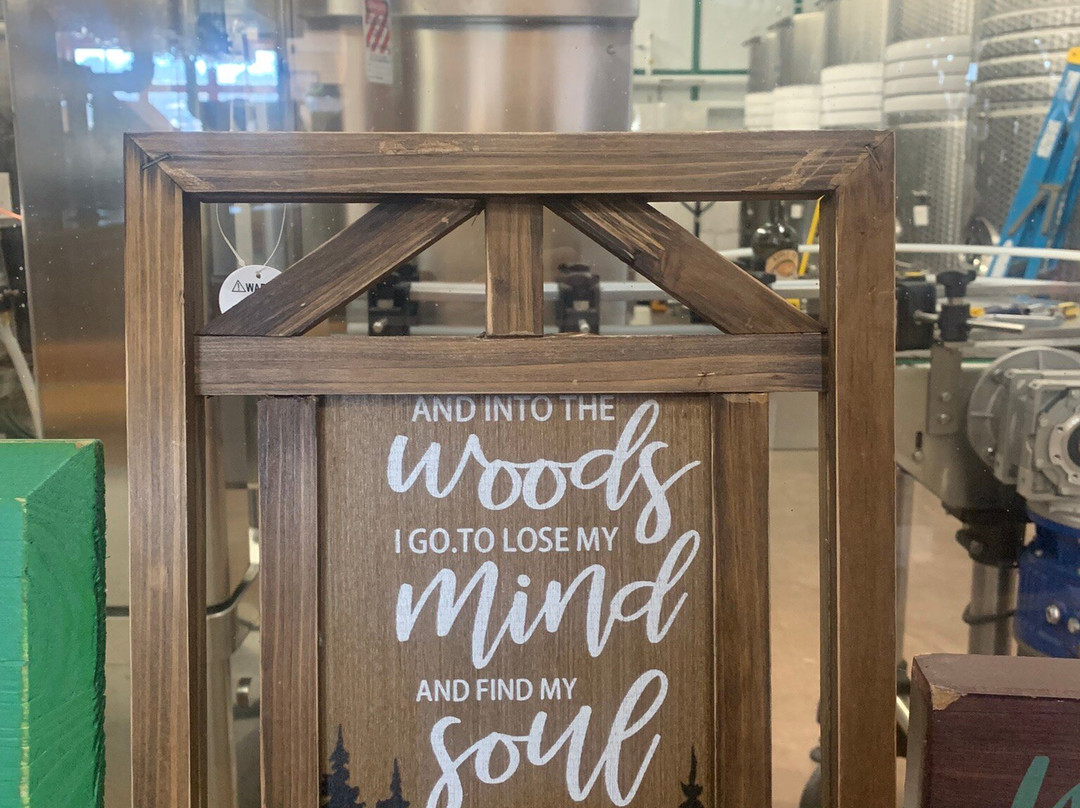 AND INTO THE
woods
I GO.TO LOSE MY
mind
AND FIND MY
soul